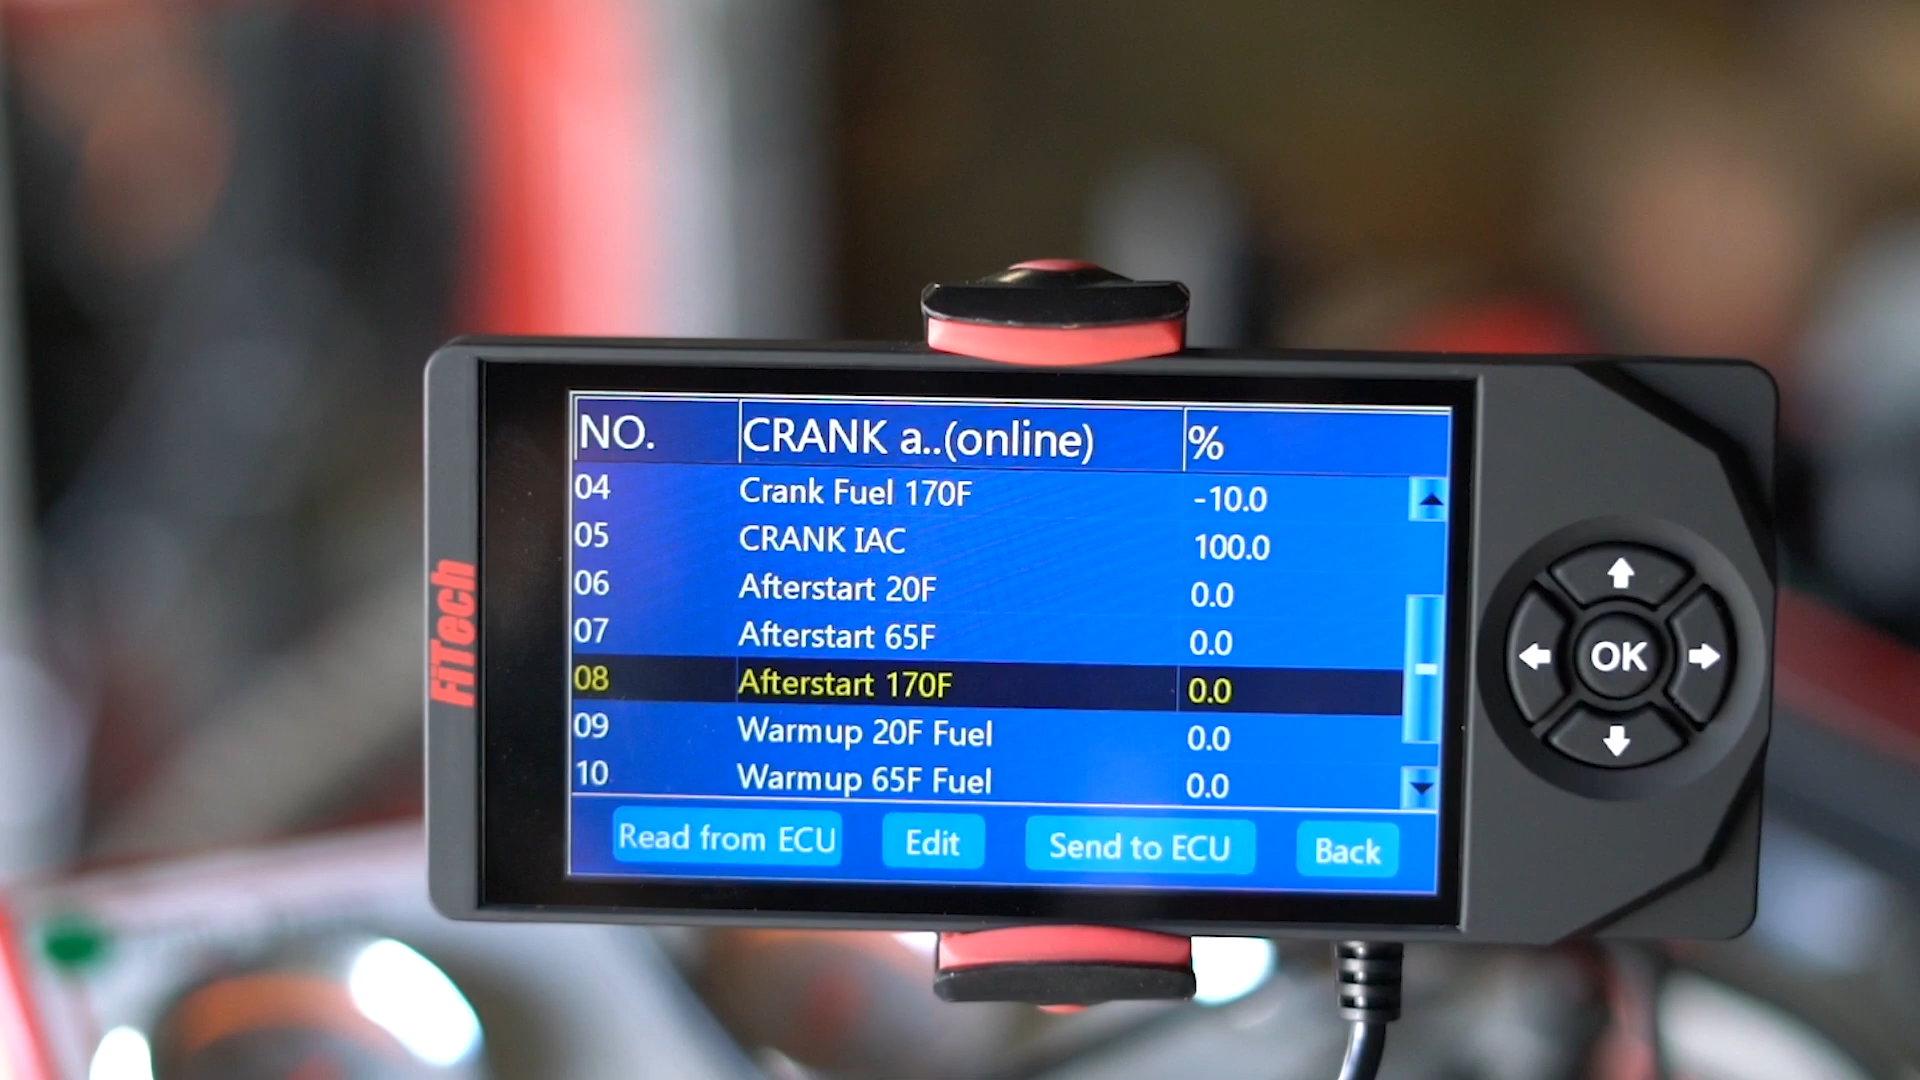 FiTech
NO. CRANK a..(online) %
04 Crank Fuel 170F -10.0
05 CRANK IAC 100.0
06 Afterstart 20F 0.0
07 Afterstart 65F 0.0
08 Afterstart 170F 0.0
09 Warmup 20F Fuel 0.0
10 Warmup 65F Fuel 0.0
Read from ECU Edit Send to ECU Back
OK